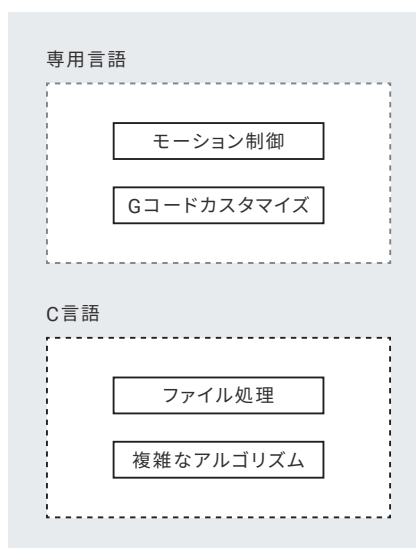 専用言語
モーション制御
Gコードカスタマイズ
C言語
ファイル処理
複雑なアルゴリズム